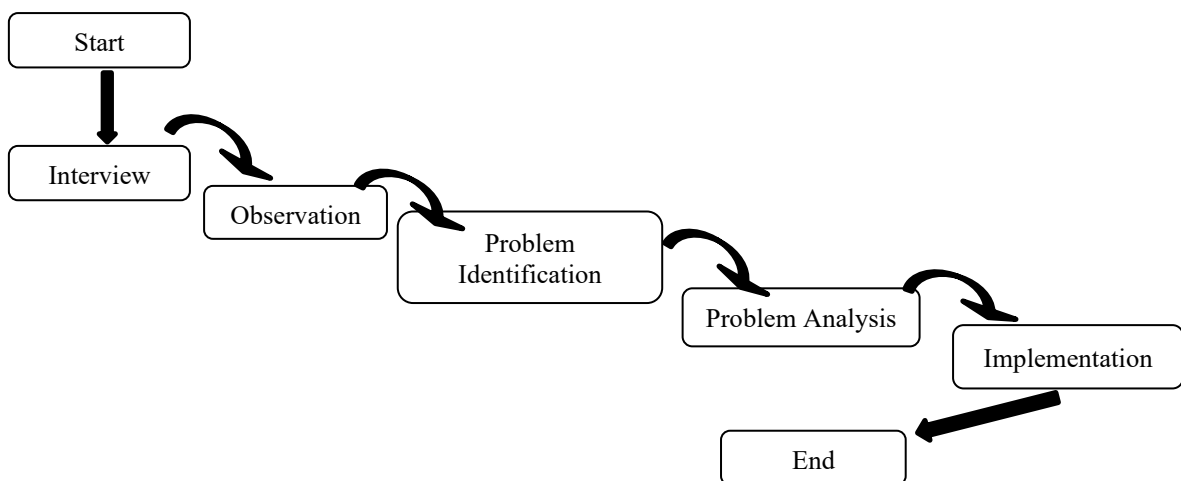 Start
Interview
Observation
Problem
Identification
Problem Analysis
Implementation
End